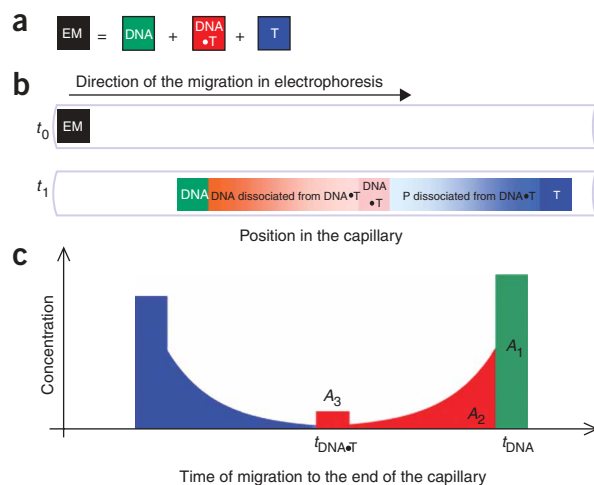 a
EM = DNA + DNA •T + T
b
Direction of the migration in electrophoresis
t0
EM
t1
DNA DNA dissociated from DNA•T DNA •T P dissociated from DNA•T T
Position in the capillary
c
Concentration
A1
A3
A2
tDNA•T
tDNA
Time of migration to the end of the capillary